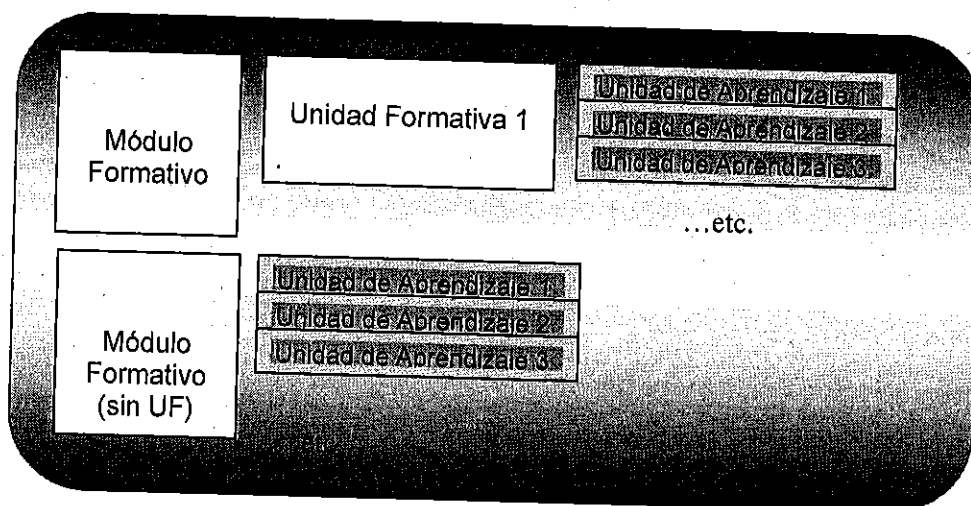 Módulo
Formativo
Unidad Formativa 1
Unidad de Aprendizaje 1.
Unidad de Aprendizaje 2.
Unidad de Aprendizaje 3.
...etc.
Módulo
Formativo
(sin UF)
Unidad de Aprendizaje 1.
Unidad de Aprendizaje 2.
Unidad de Aprendizaje 3.